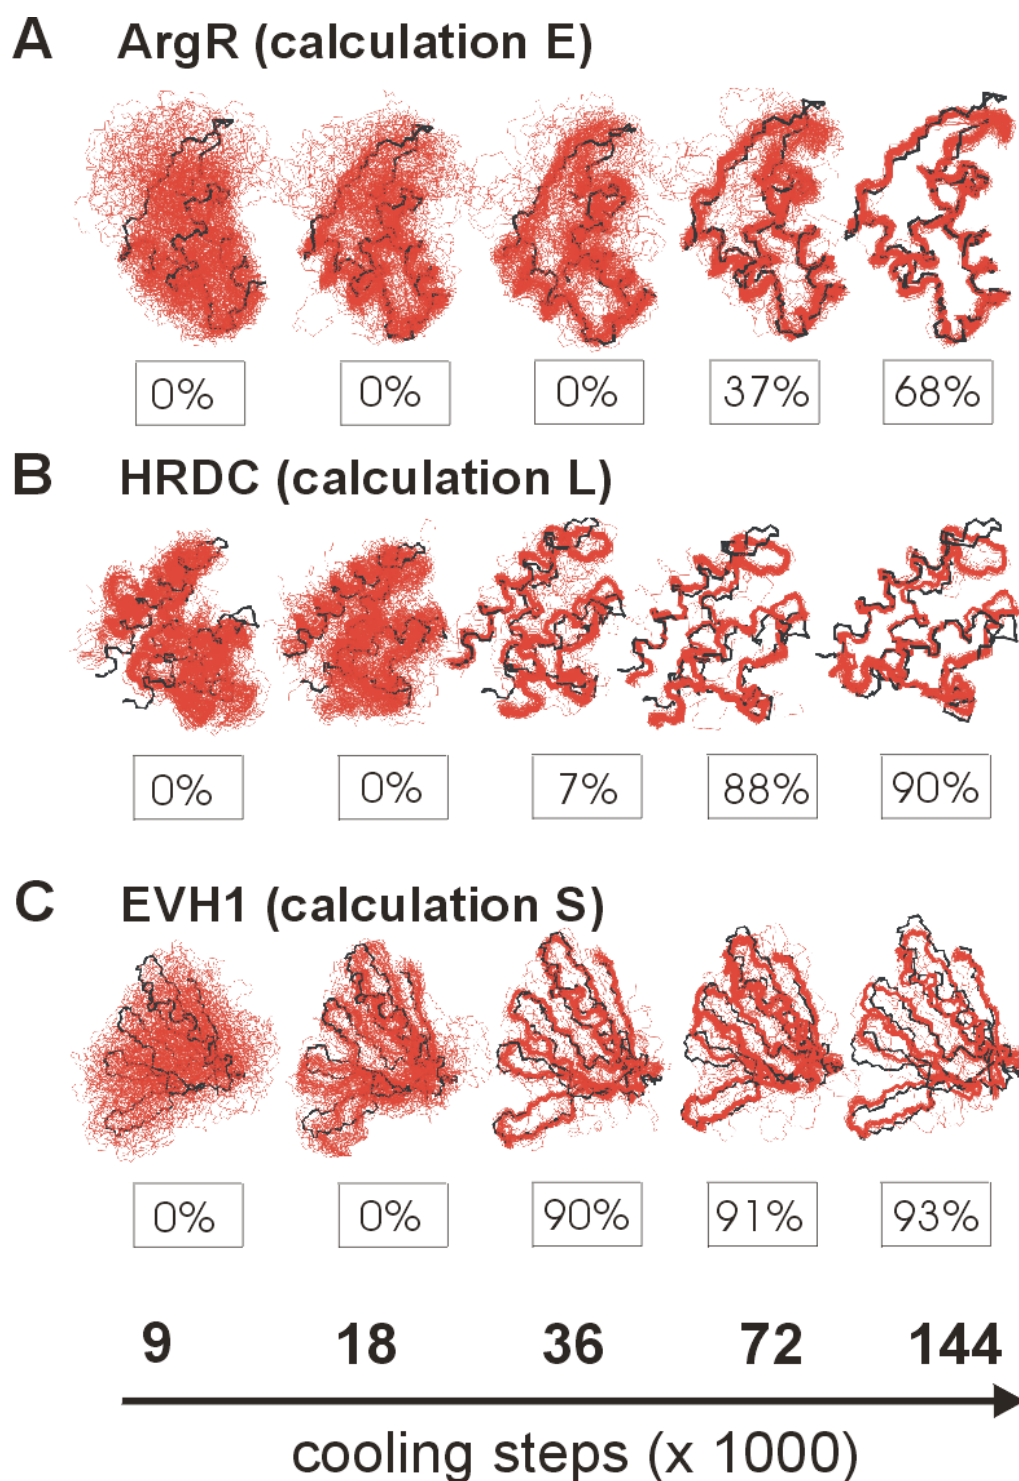 A ArgR (calculation E)
0% 0% 0% 37% 68%
B HRDC (calculation L)
0% 0% 7% 88% 90%
C EVH1 (calculation S)
0% 0% 90% 91% 93%
9 18 36 72 144
cooling steps (x 1000)